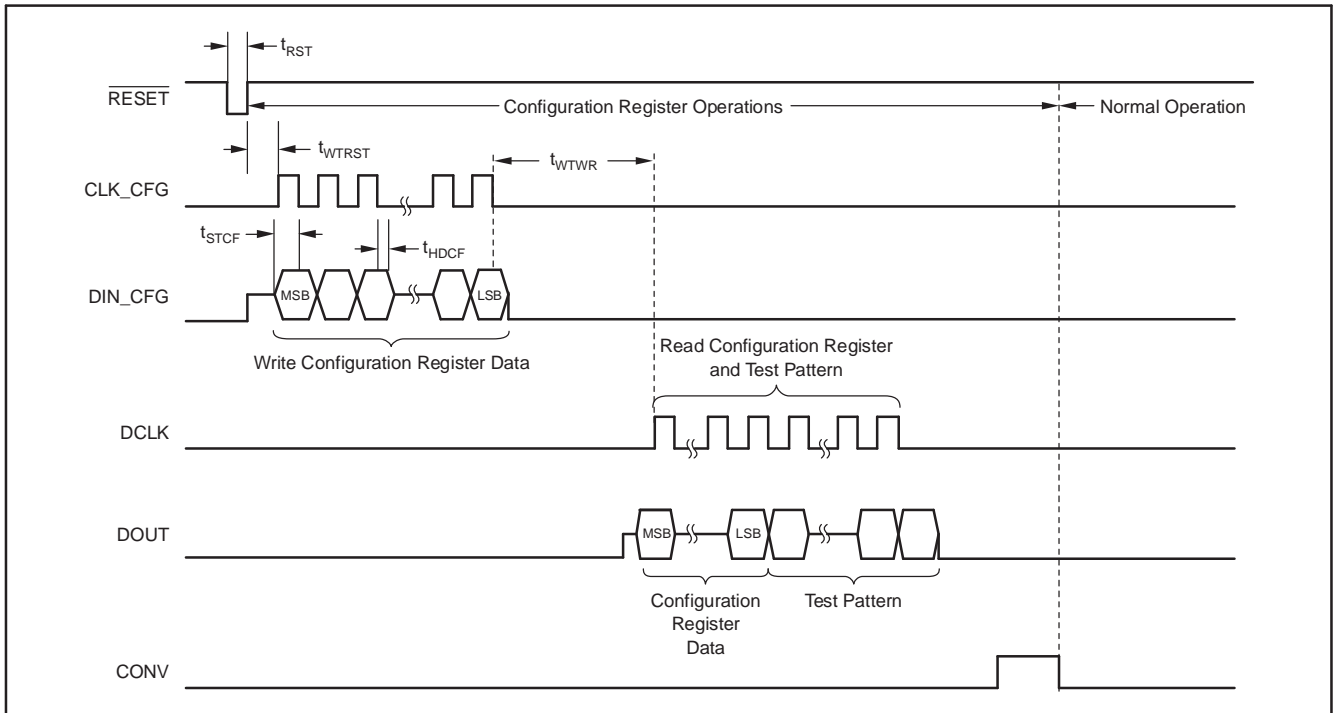 tRST
RESET
Configuration Register Operations
Normal Operation
tWTRST
tWTWR
CLK_CFG
tSTCF
tHDCF
DIN_CFG
MSB
LSB
Write Configuration Register Data
Read Configuration Register
and Test Pattern
DCLK
DOUT
MSB
LSB
Configuration
Register
Data
Test Pattern
CONV